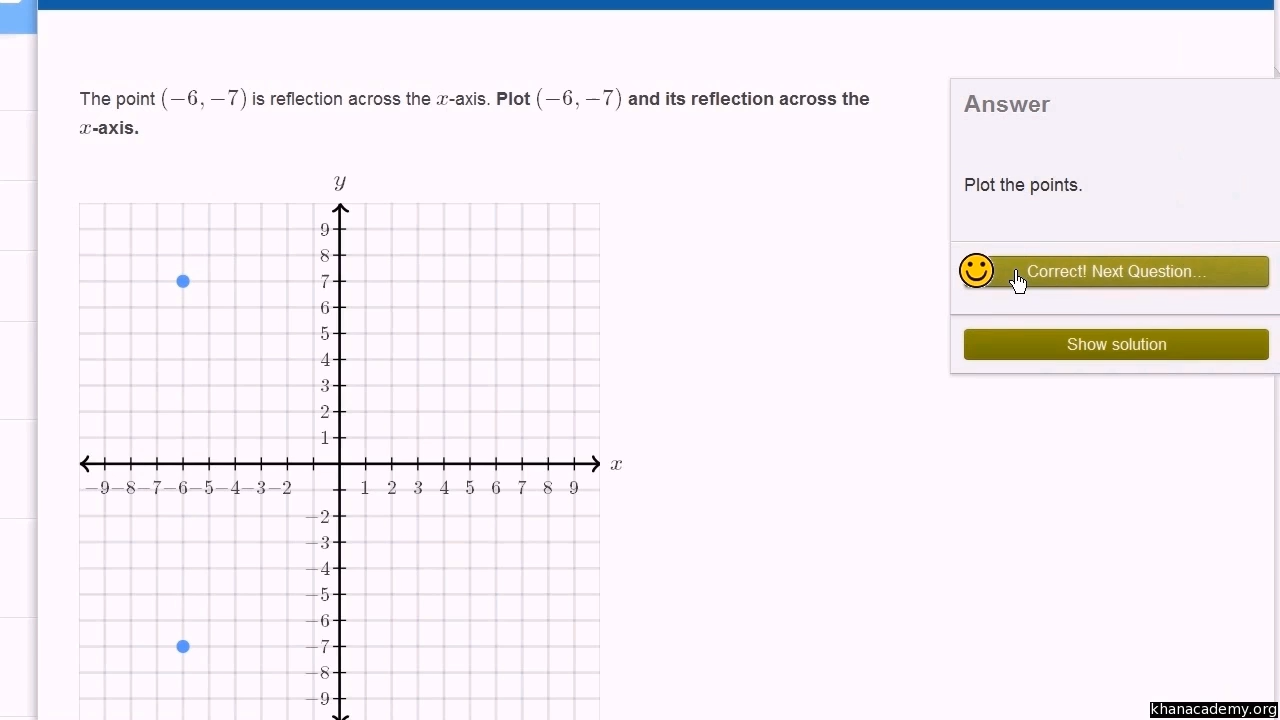 The point (−6, −7) is reflection across the x-axis. Plot (−6, −7) and its reflection across the
x-axis.
Answer
Plot the points.
Correct! Next Question...
Show solution
y
9
8
7
6
5
4
3
2
1
x
−9 −8 −7 −6 −5 −4 −3 −2 1 2 3 4 5 6 7 8 9
−2
−3
−4
−5
−6
−7
−8
−9
khanacademy.org